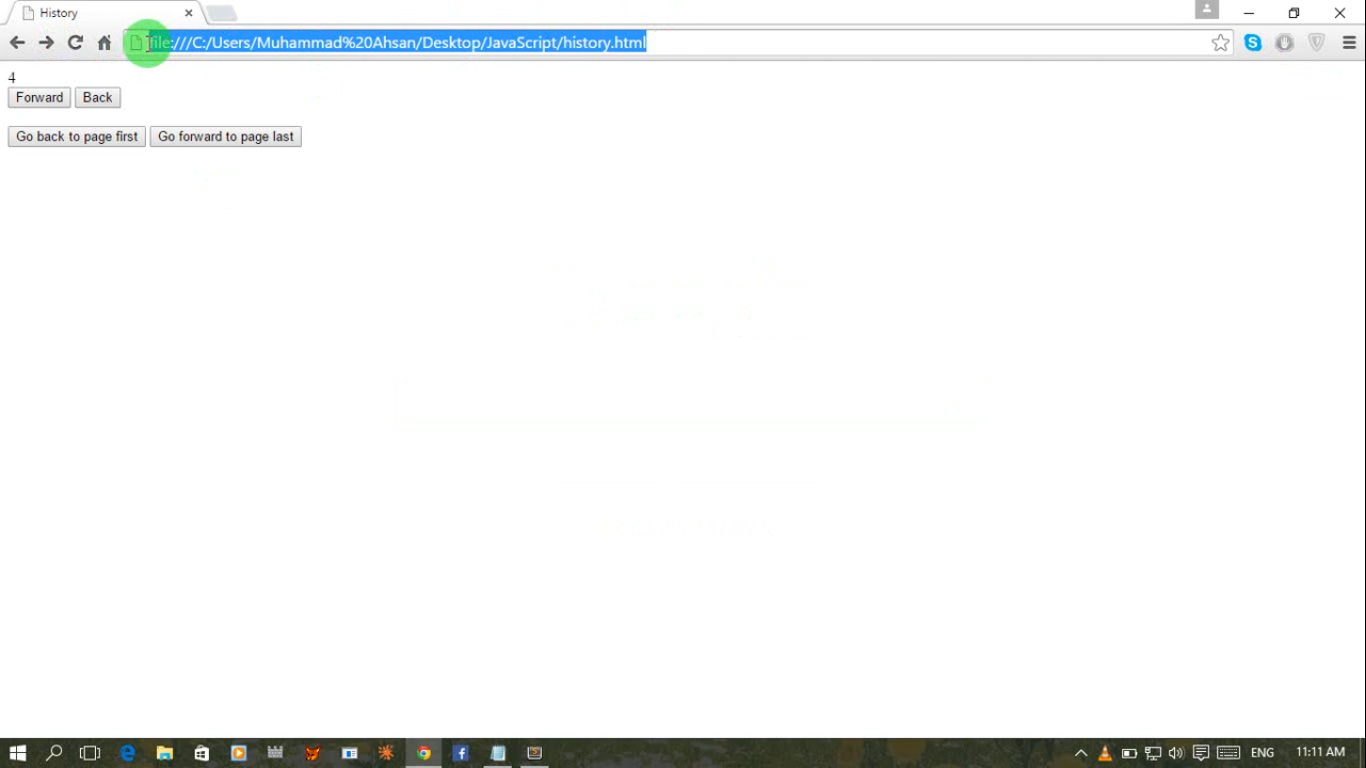 History
file:///C:/Users/Muhammad%20Ahsan/Desktop/JavaScript/history.html
4
Forward Back
Go back to page first Go forward to page last
ENG 11:11 AM